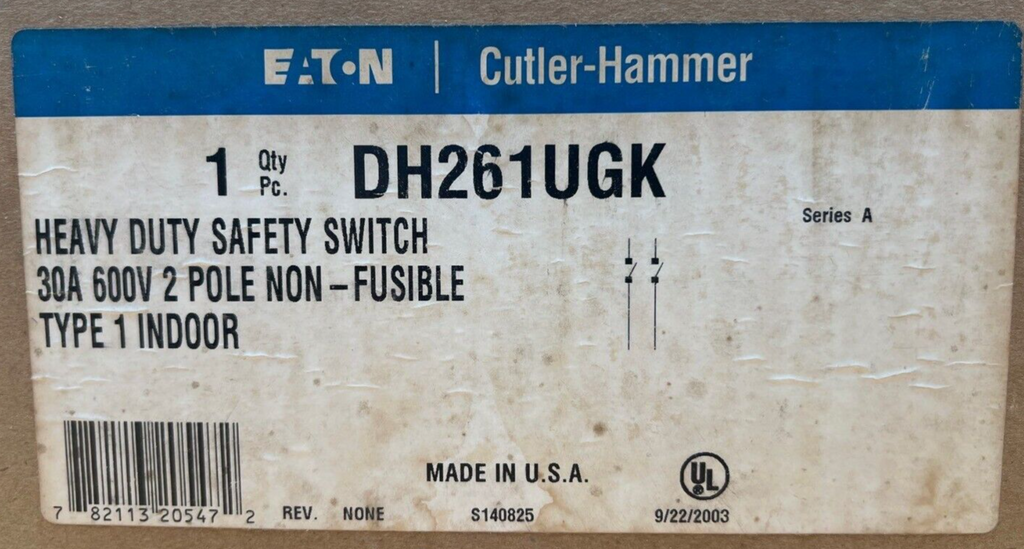 EATON | Cutler-Hammer
1 Qty Pc. DH261UGK
Series A
HEAVY DUTY SAFETY SWITCH
30A 600V 2 POLE NON-FUSIBLE
TYPE 1 INDOOR
MADE IN U.S.A.
UL
7 82113 20547 2
REV. NONE
S140825
9/22/2003